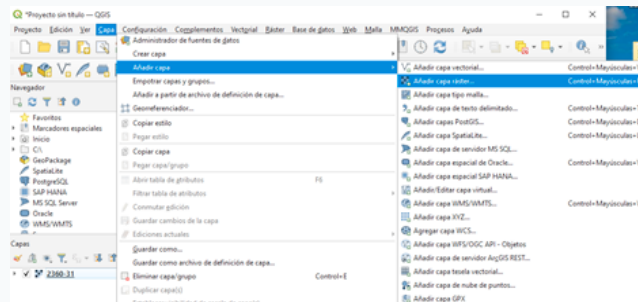 *Proyecto sin título — QGIS
Proyecto Edición Ver Capa Configuración Complementos Vectorial Ráster Base de datos Web Malla MMQGIS Procesos Ayuda
Administrador de fuentes de datos
Crear capa
Añadir capa
Empotrar capas y grupos...
Añadir a partir de archivo de definición de capa...
Georreferenciador...
Copiar estilo
Pegar estilo
Copiar capa
Pegar capa/grupo
Abrir tabla de atributos F6
Filtrar tabla de atributos
Conmutar edición
Guardar cambios de la capa
Ediciones actuales
Guardar como...
Guardar como archivo de definición de capa...
Eliminar capa/grupo Control+E
Duplicar capa(s)
Añadir capa vectorial... Control+Mayúsculas+
Añadir capa ráster... Control+Mayúsculas+
Añadir capa tipo malla...
Añadir capa de texto delimitado... Control+Mayúsculas+
Añadir capas PostGIS... Control+Mayúsculas+
Añadir capa SpatiaLite... Control+Mayúsculas+
Añadir capa de servidor MS SQL...
Añadir capa espacial de Oracle... Control+Mayúsculas+
Añadir capa espacial SAP HANA...
Añadir/Editar capa virtual...
Añadir capa WMS/WMTS... Control+Mayúsculas+
Añadir capa XYZ...
Agregar capa WCS...
Añadir capa WFS/OGC API - Objetos
Añadir capa de servidor ArcGIS REST...
Añadir capa tesela vectorial...
Añadir capa de nube de puntos...
Añadir capa GPX
Navegador
Favoritos
Marcadores espaciales
Inicio
C:\
GeoPackage
SpatiaLite
PostgreSQL
SAP HANA
MS SQL Server
Oracle
WMS/WMTS
Capas
2360-31